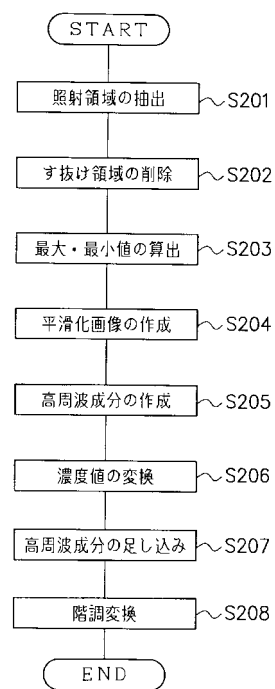 START
照射領域の抽出 S201
す抜け領域の削除 S202
最大・最小値の算出 S203
平滑化画像の作成 S204
高周波成分の作成 S205
濃度値の変換 S206
高周波成分の足し込み S207
階調変換 S208
END